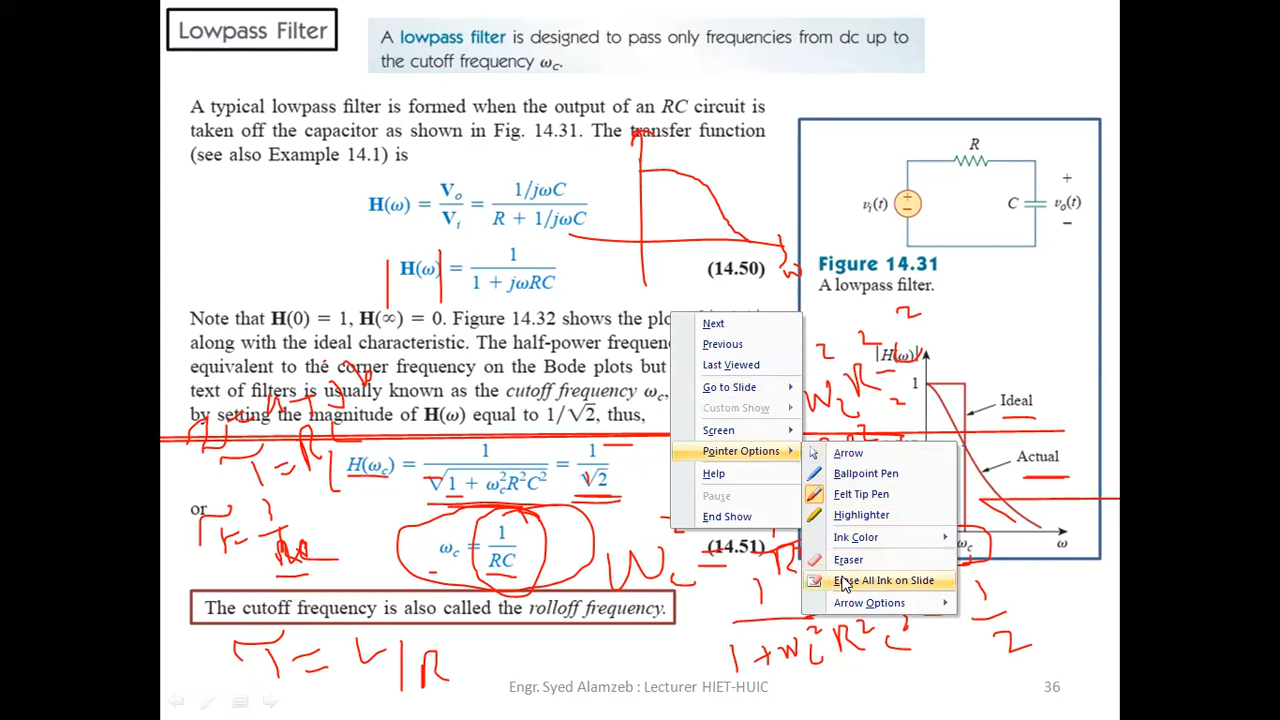 Lowpass Filter
A lowpass filter is designed to pass only frequencies from dc up to
the cutoff frequency ωc.
A typical lowpass filter is formed when the output of an RC circuit is
taken off the capacitor as shown in Fig. 14.31. The transfer function
(see also Example 14.1) is
H(ω) = Vo/Vi = (1/jωC)/(R + 1/jωC)
H(ω) = 1/(1 + jωRC)
(14.50)
ω
Note that H(0) = 1, H(∞) = 0. Figure 14.32 shows the plo
along with the ideal characteristic. The half-power frequenc
equivalent to the corner frequency on the Bode plots but
text of filters is usually known as the cutoff frequency ωc,
by setting the magnitude of H(ω) equal to 1/√2, thus,
H(ωc) = 1/√(1 + ωc²R²C²) = 1/√2
or
ωc = 1/RC
(14.51)
The cutoff frequency is also called the rolloff frequency.
τ = L/R
Wc =
1/(1+Wc²R²C²
1/2
R
vi(t)
+
−
C
+
vo(t)
−
Figure 14.31
A lowpass filter.
|H(ω)|
1
Ideal
Actual
ωc
ω
Next
Previous
Last Viewed
Go to Slide
Custom Show
Screen
Pointer Options
Help
Pause
End Show
Arrow
Ballpoint Pen
Felt Tip Pen
Highlighter
Ink Color
Eraser
Erase All Ink on Slide
Arrow Options
Engr. Syed Alamzeb : Lecturer HIET-HUIC
36